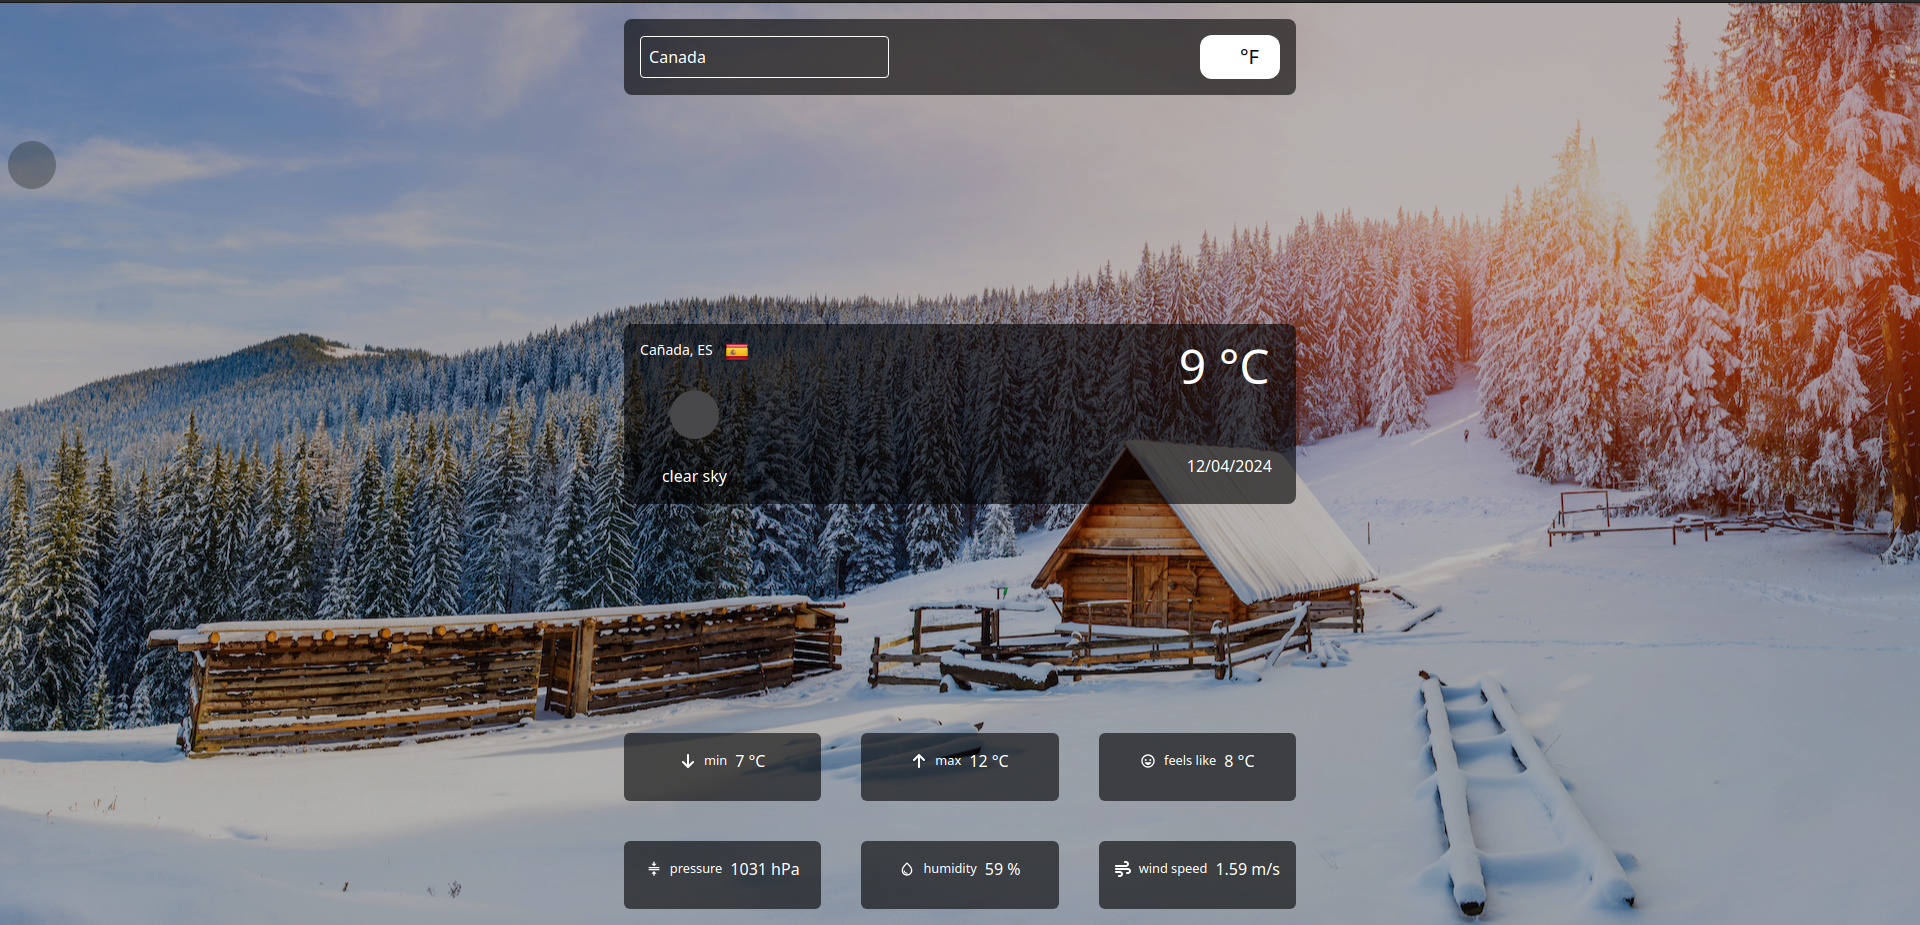 Canada
°F
Cañada, ES
9 °C
clear sky
12/04/2024
min 7 °C
max 12 °C
feels like 8 °C
pressure 1031 hPa
humidity 59 %
wind speed 1.59 m/s